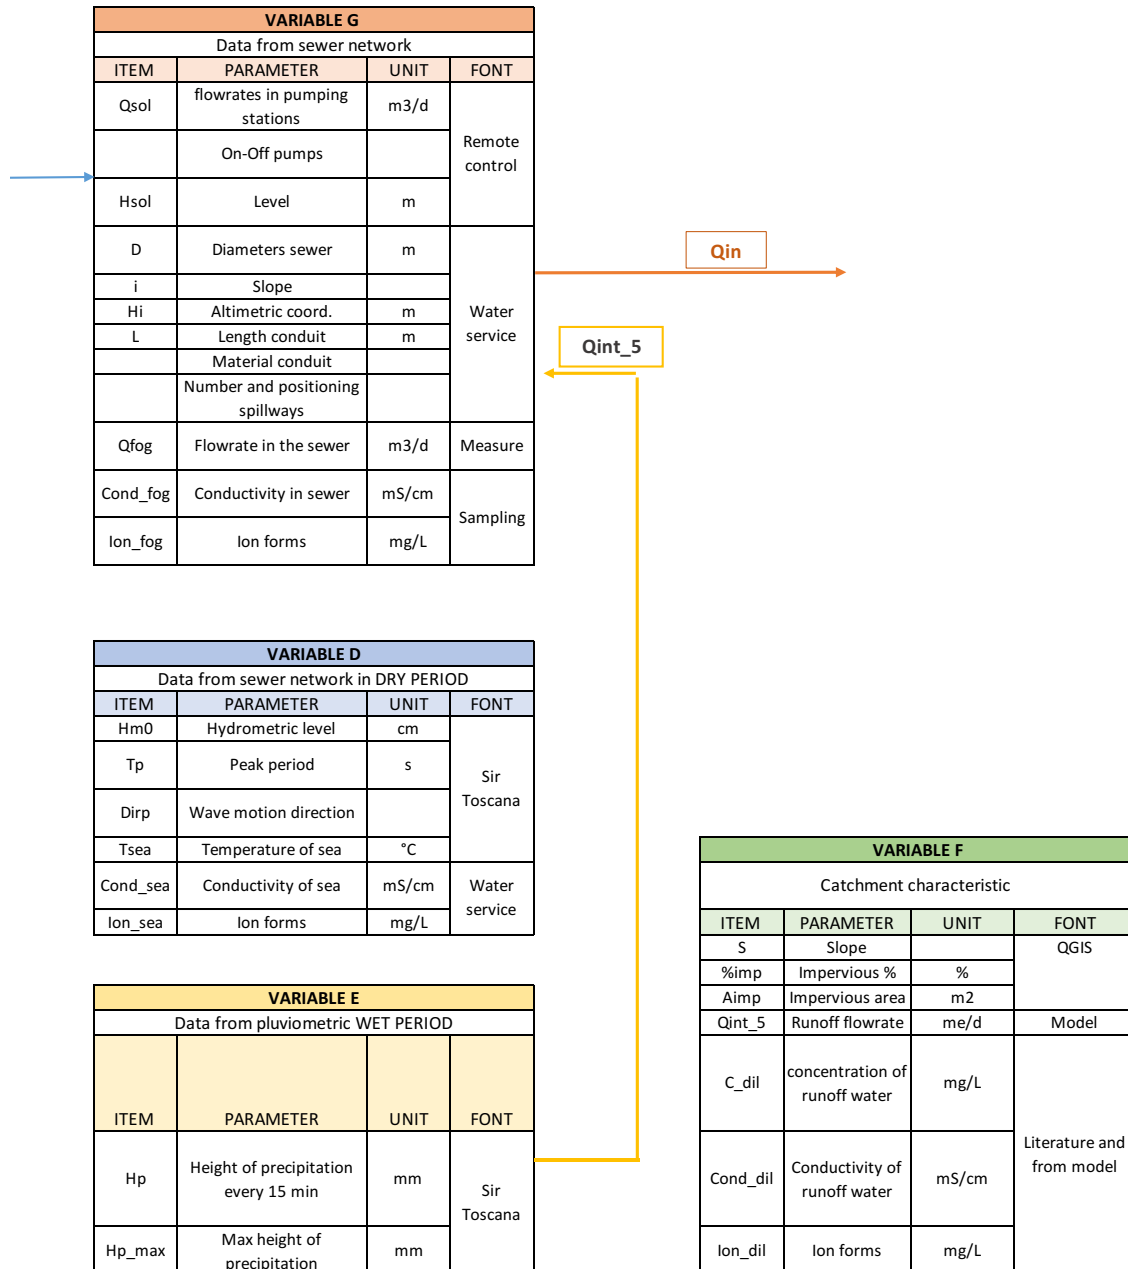 VARIABLE G
Data from sewer network
ITEM PARAMETER UNIT FONT
Qsol flowrates in pumping stations m3/d Remote control
On-Off pumps
Hsol Level m
D Diameters sewer m Water service
i Slope
Hi Altimetric coord. m
L Length conduit m
Material conduit
Number and positioning spillways
Qfog Flowrate in the sewer m3/d Measure
Cond_fog Conductivity in sewer mS/cm Sampling
Ion_fog Ion forms mg/L
Qin
Qint_5
VARIABLE D
Data from sewer network in DRY PERIOD
ITEM PARAMETER UNIT FONT
Hm0 Hydrometric level cm Sir Toscana
Tp Peak period s
Dirp Wave motion direction
Tsea Temperature of sea °C
Cond_sea Conductivity of sea mS/cm Water service
Ion_sea Ion forms mg/L
VARIABLE E
Data from pluviometric WET PERIOD
ITEM PARAMETER UNIT FONT
Hp Height of precipitation every 15 min mm Sir Toscana
Hp_max Max height of precipitation mm
VARIABLE F
Catchment characteristic
ITEM PARAMETER UNIT FONT
S Slope QGIS
%imp Impervious % %
Aimp Impervious area m2
Qint_5 Runoff flowrate me/d Model
C_dil concentration of runoff water mg/L Literature and from model
Cond_dil Conductivity of runoff water mS/cm
Ion_dil Ion forms mg/L